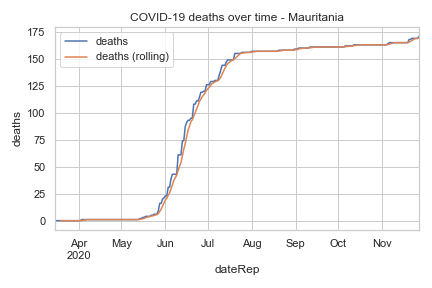 COVID-19 deaths over time - Mauritania
deaths
deaths (rolling)
175
150
125
100
75
50
25
0
deaths
Apr May Jun Jul Aug Sep Oct Nov
2020
dateRep